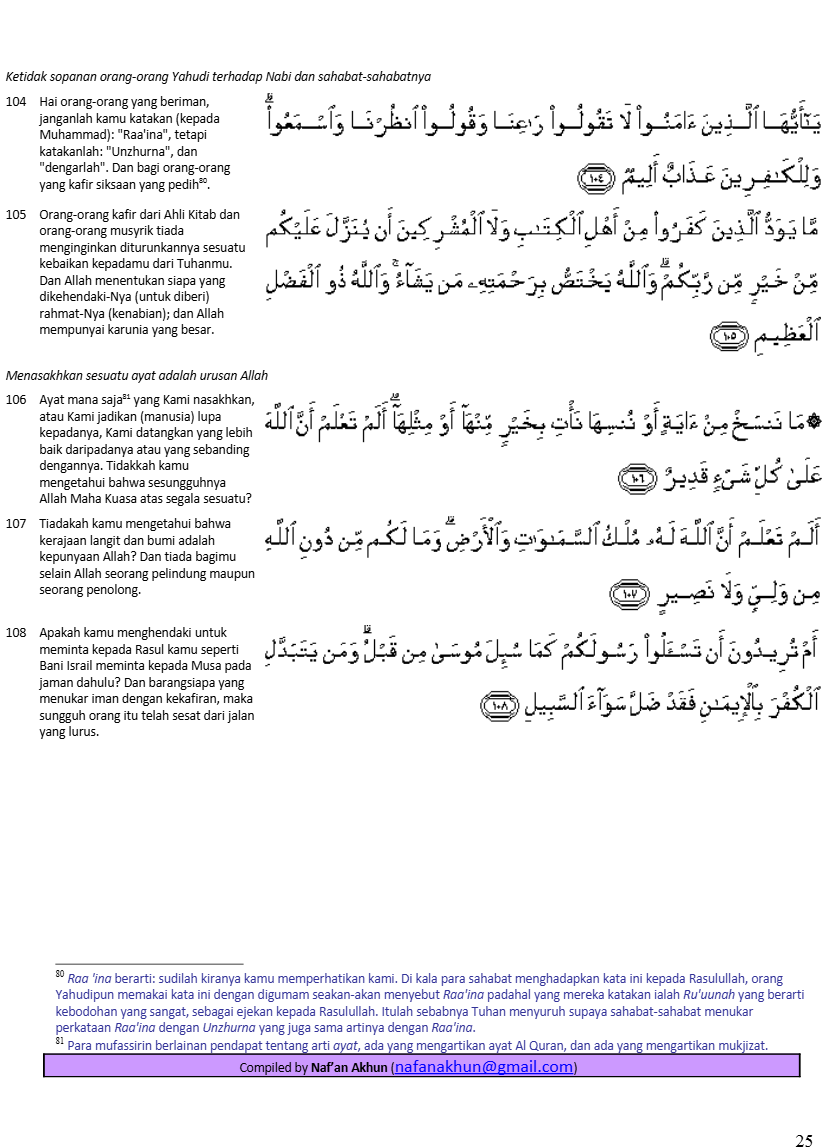 Ketidak sopanan orang-orang Yahudi terhadap Nabi dan sahabat-sahabatnya
104 Hai orang-orang yang beriman,
janganlah kamu katakan (kepada
Muhammad): "Raa'ina", tetapi
katakanlah: "Unzhurna", dan
"dengarlah". Dan bagi orang-orang
yang kafir siksaan yang pedih⁸⁰.
يَـٰٓأَيُّهَا ٱلَّذِينَ ءَامَنُوا۟ لَا تَقُولُوا۟ رَٰعِنَا وَقُولُوا۟ ٱنظُرْنَا وَٱسْمَعُوا۟ ۗ
وَلِلْكَـٰفِرِينَ عَذَابٌ أَلِيمٌ ١٠٤
105 Orang-orang kafir dari Ahli Kitab dan
orang-orang musyrik tiada
menginginkan diturunkannya sesuatu
kebaikan kepadamu dari Tuhanmu.
Dan Allah menentukan siapa yang
dikehendaki-Nya (untuk diberi)
rahmat-Nya (kenabian); dan Allah
mempunyai karunia yang besar.
مَّا يَوَدُّ ٱلَّذِينَ كَفَرُوا۟ مِنْ أَهْلِ ٱلْكِتَـٰبِ وَلَا ٱلْمُشْرِكِينَ أَن يُنَزَّلَ عَلَيْكُم
مِّنْ خَيْرٍ مِّن رَّبِّكُمْ ۗ وَٱللَّهُ يَخْتَصُّ بِرَحْمَتِهِۦ مَن يَشَآءُ ۚ وَٱللَّهُ ذُو ٱلْفَضْلِ
ٱلْعَظِيمِ ١٠٥
Menasakhkan sesuatu ayat adalah urusan Allah
106 Ayat mana saja⁸¹ yang Kami nasakhkan,
atau Kami jadikan (manusia) lupa
kepadanya, Kami datangkan yang lebih
baik daripadanya atau yang sebanding
dengannya. Tidakkah kamu
mengetahui bahwa sesungguhnya
Allah Maha Kuasa atas segala sesuatu?
۞ مَا نَنسَخْ مِنْ ءَايَةٍ أَوْ نُنسِهَا نَأْتِ بِخَيْرٍ مِّنْهَآ أَوْ مِثْلِهَآ ۗ أَلَمْ تَعْلَمْ أَنَّ ٱللَّهَ
عَلَىٰ كُلِّ شَىْءٍ قَدِيرٌ ١٠٦
107 Tiadakah kamu mengetahui bahwa
kerajaan langit dan bumi adalah
kepunyaan Allah? Dan tiada bagimu
selain Allah seorang pelindung maupun
seorang penolong.
أَلَمْ تَعْلَمْ أَنَّ ٱللَّهَ لَهُۥ مُلْكُ ٱلسَّمَـٰوَٰتِ وَٱلْأَرْضِ ۗ وَمَا لَكُم مِّن دُونِ ٱللَّهِ
مِن وَلِىٍّ وَلَا نَصِيرٍ ١٠٧
108 Apakah kamu menghendaki untuk
meminta kepada Rasul kamu seperti
Bani Israil meminta kepada Musa pada
jaman dahulu? Dan barangsiapa yang
menukar iman dengan kekafiran, maka
sungguh orang itu telah sesat dari jalan
yang lurus.
أَمْ تُرِيدُونَ أَن تَسْـَٔلُوا۟ رَسُولَكُمْ كَمَا سُئِلَ مُوسَىٰ مِن قَبْلُ ۗ وَمَن يَتَبَدَّلِ
ٱلْكُفْرَ بِٱلْإِيمَـٰنِ فَقَدْ ضَلَّ سَوَآءَ ٱلسَّبِيلِ ١٠٨
⁸⁰ Raa 'ina berarti: sudilah kiranya kamu memperhatikan kami. Di kala para sahabat menghadapkan kata ini kepada Rasulullah, orang
Yahudipun memakai kata ini dengan digumam seakan-akan menyebut Raa'ina padahal yang mereka katakan ialah Ru'uunah yang berarti
kebodohan yang sangat, sebagai ejekan kepada Rasulullah. Itulah sebabnya Tuhan menyuruh supaya sahabat-sahabat menukar
perkataan Raa'ina dengan Unzhurna yang juga sama artinya dengan Raa'ina.
⁸¹ Para mufassirin berlainan pendapat tentang arti ayat, ada yang mengartikan ayat Al Quran, dan ada yang mengartikan mukjizat.
Compiled by Naf'an Akhun (nafanakhun@gmail.com)
25